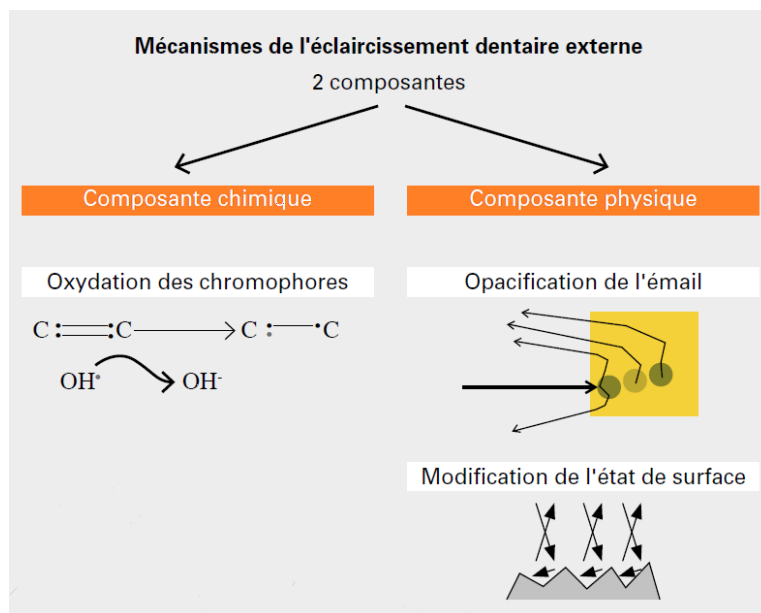 Mécanismes de l'éclaircissement dentaire externe
2 composantes
Composante chimique
Composante physique
Oxydation des chromophores
Opacification de l'émail
C C C C
OH• OH-
Modification de l'état de surface